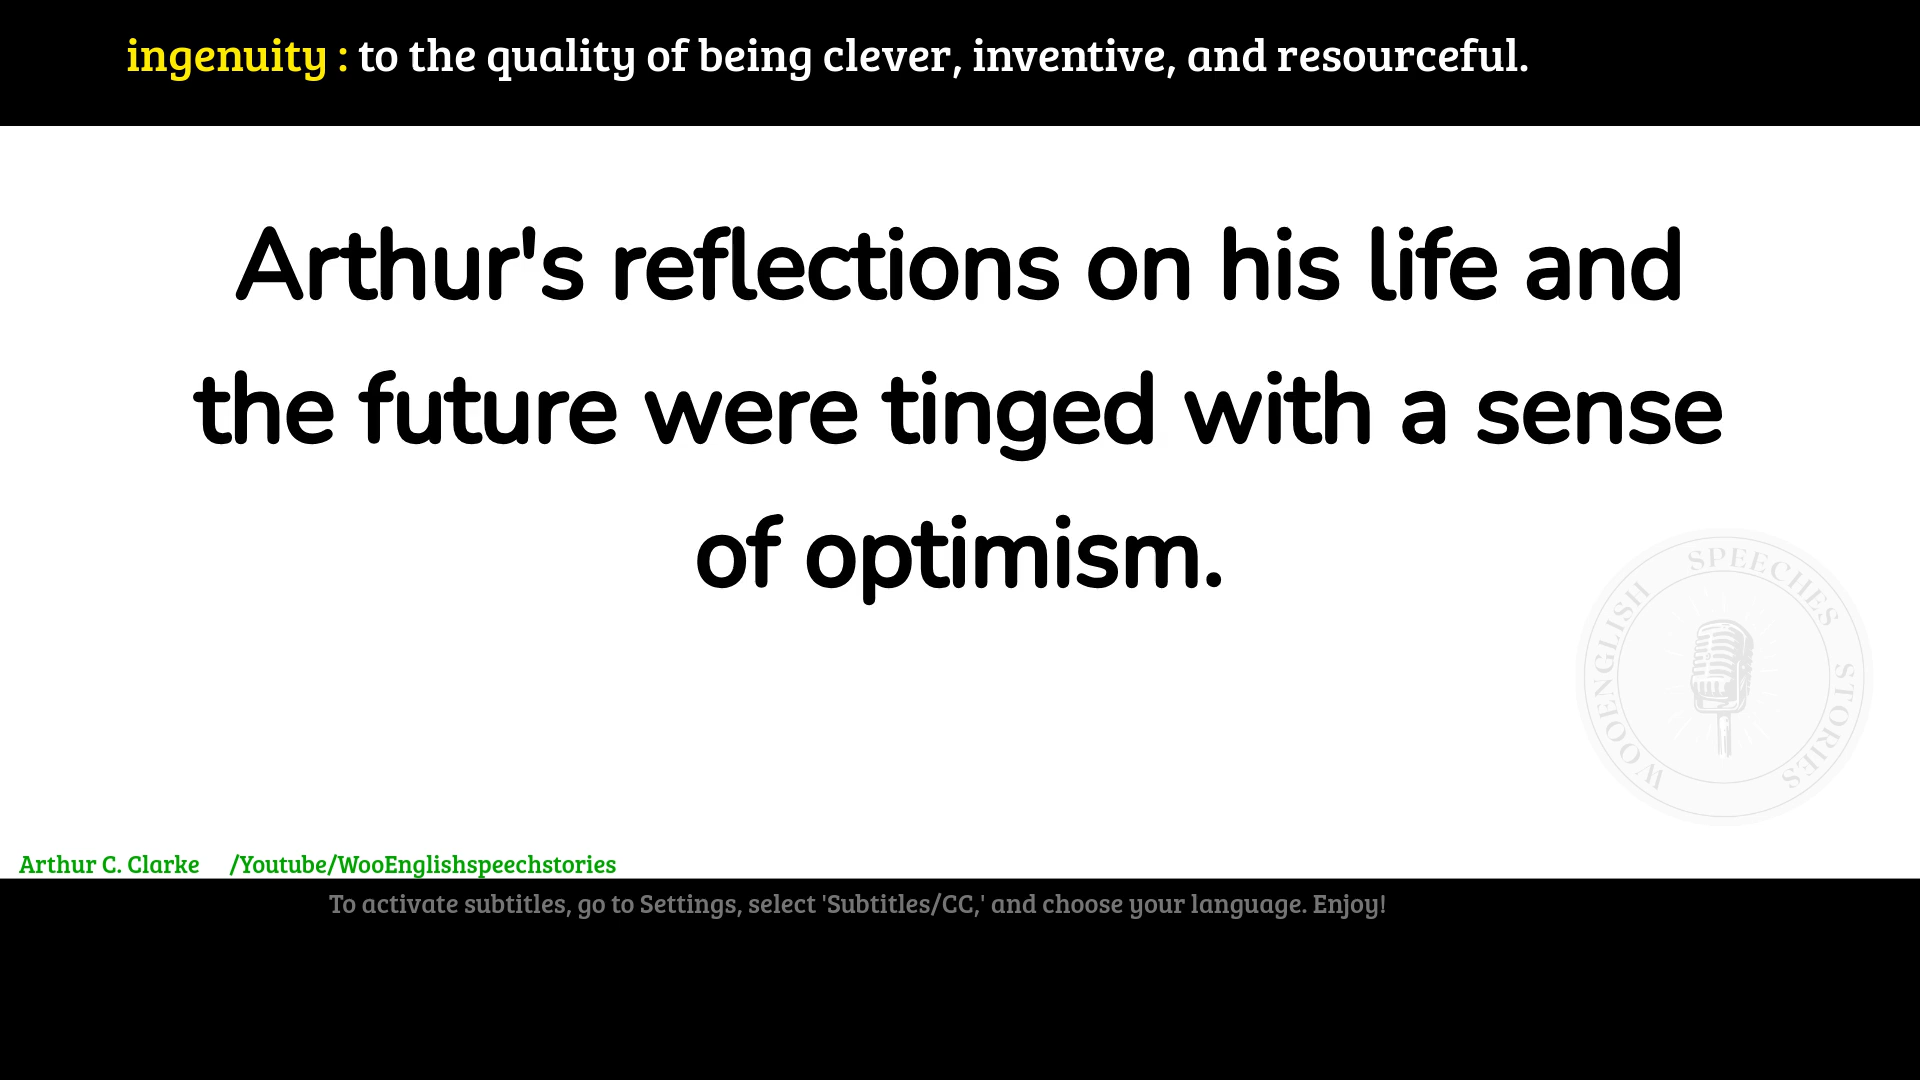 ingenuity : to the quality of being clever, inventive, and resourceful.
Arthur's reflections on his life and
the future were tinged with a sense
of optimism.
WOOENGLISH SPEECHES STORIES
Arthur C. Clarke /Youtube/WooEnglishspeechstories
To activate subtitles, go to Settings, select 'Subtitles/CC,' and choose your language. Enjoy!